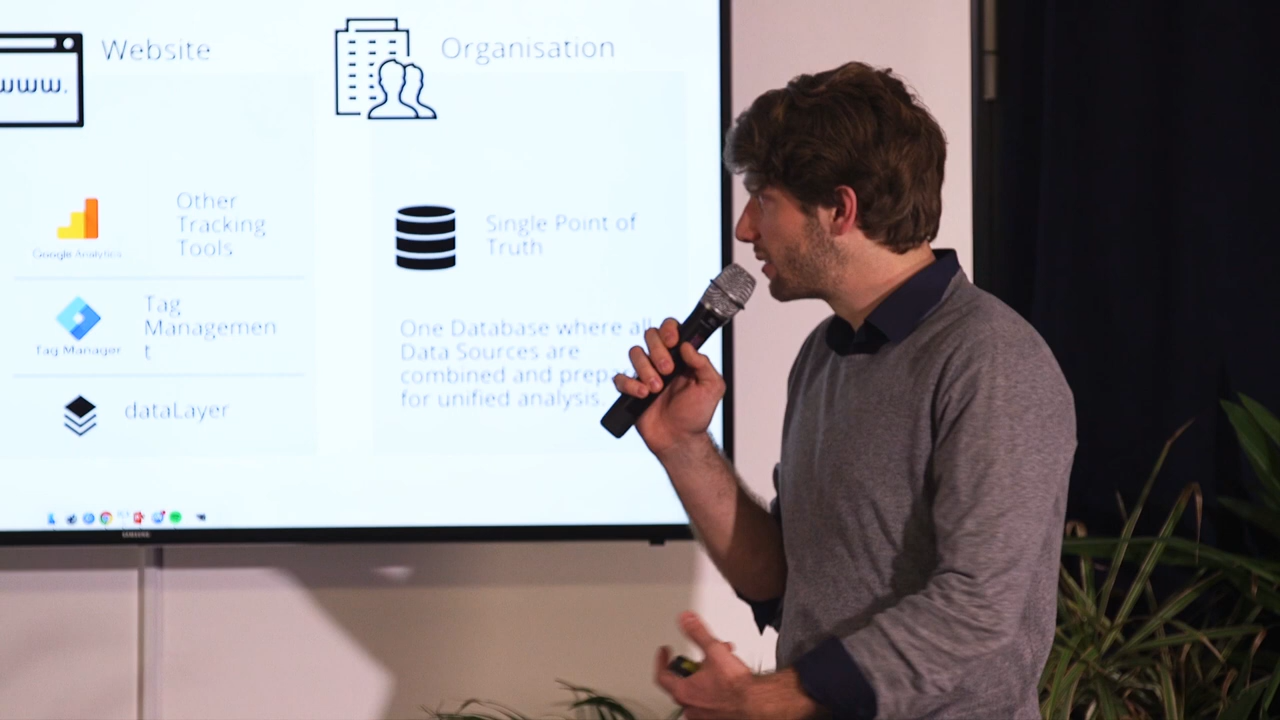 Website
Organisation
www.
Other
Tracking
Tools
Google Analytics
Single Point of
Truth
Tag
Managemen
t
Tag Manager
One Database where all
Data Sources are
combined and prepa
for unified analysis.
dataLayer
SAMSUNG